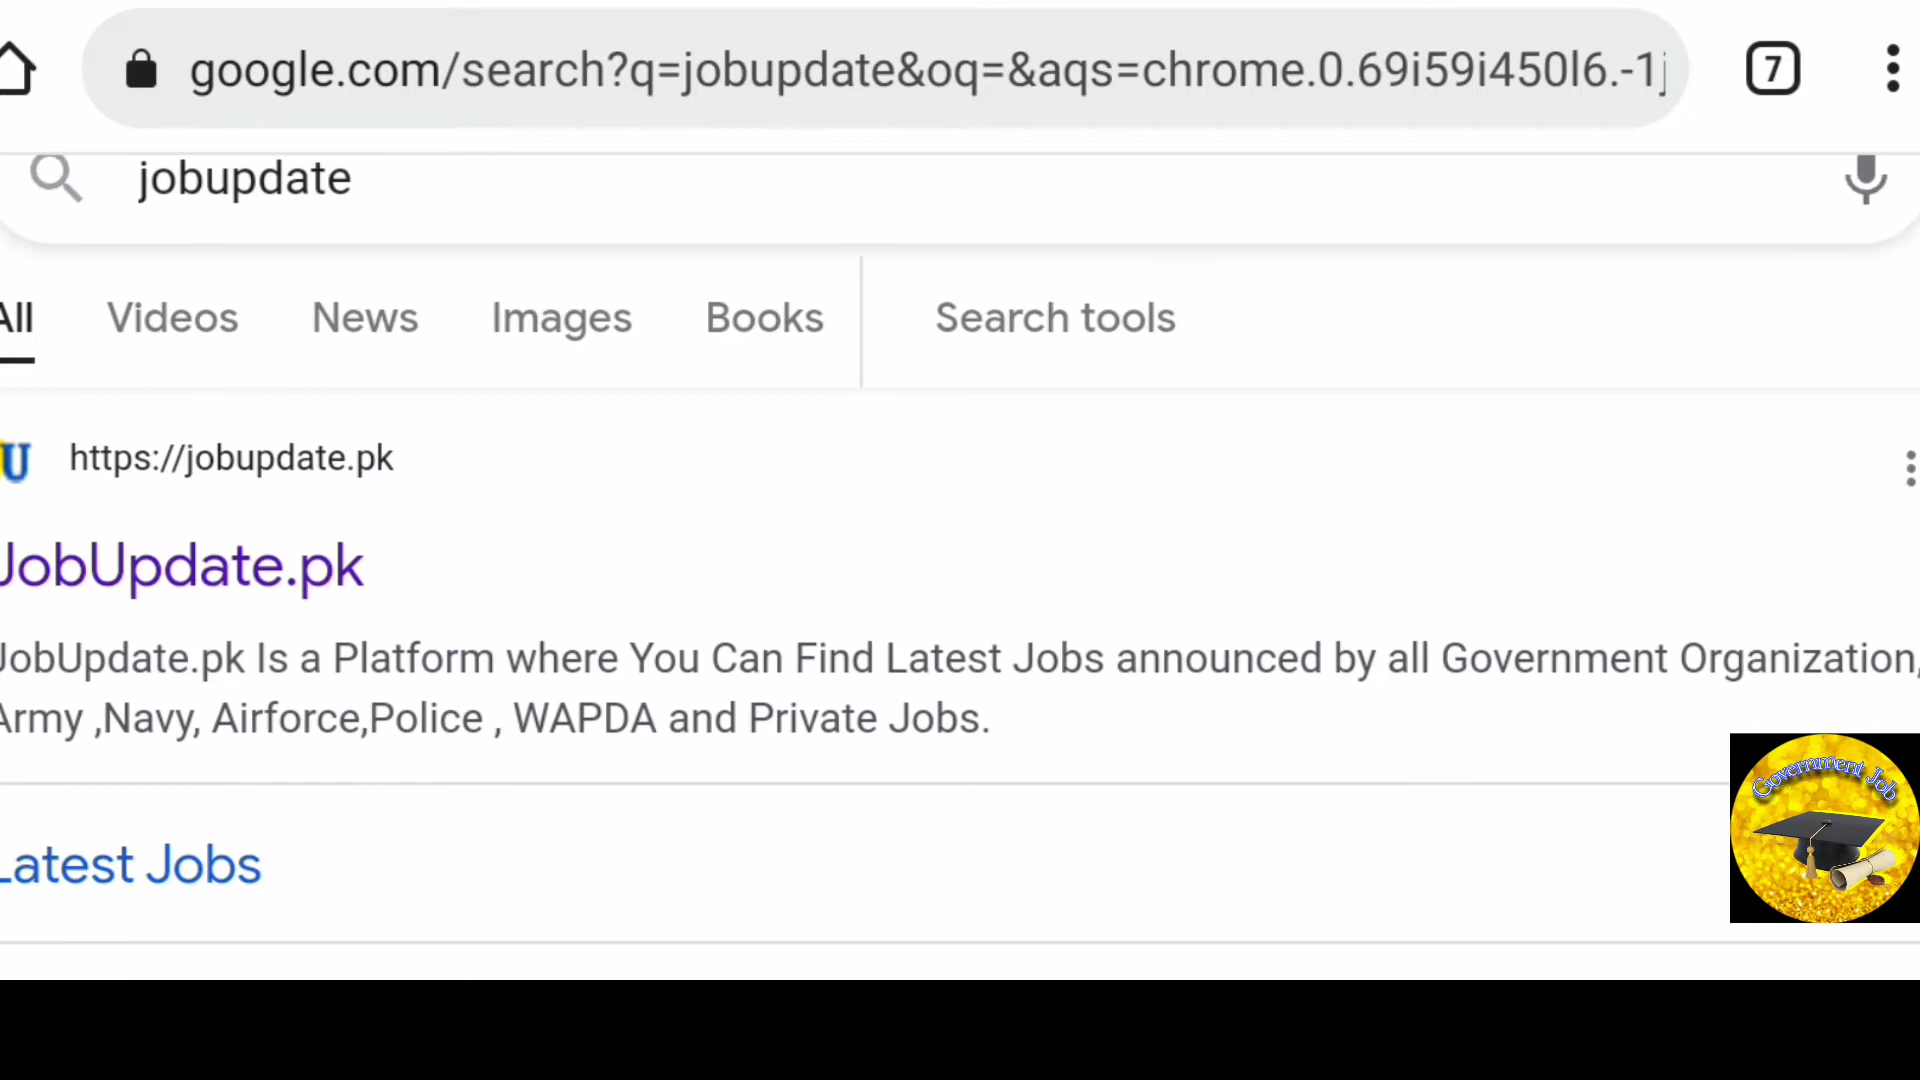 google.com/search?q=jobupdate&oq=&aqs=chrome.0.69i59i450l6.-1j
7
jobupdate
All
Videos
News
Images
Books
Search tools
U
https://jobupdate.pk
JobUpdate.pk
JobUpdate.pk Is a Platform where You Can Find Latest Jobs announced by all Government Organization,
Army ,Navy, Airforce,Police , WAPDA and Private Jobs.
Government Job
Latest Jobs